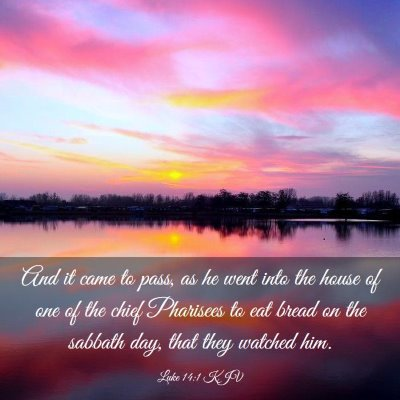 And it came to pass, as he went into the house of
one of the chief Pharisees to eat bread on the
sabbath day, that they watched him.
Luke 14:1 KJV